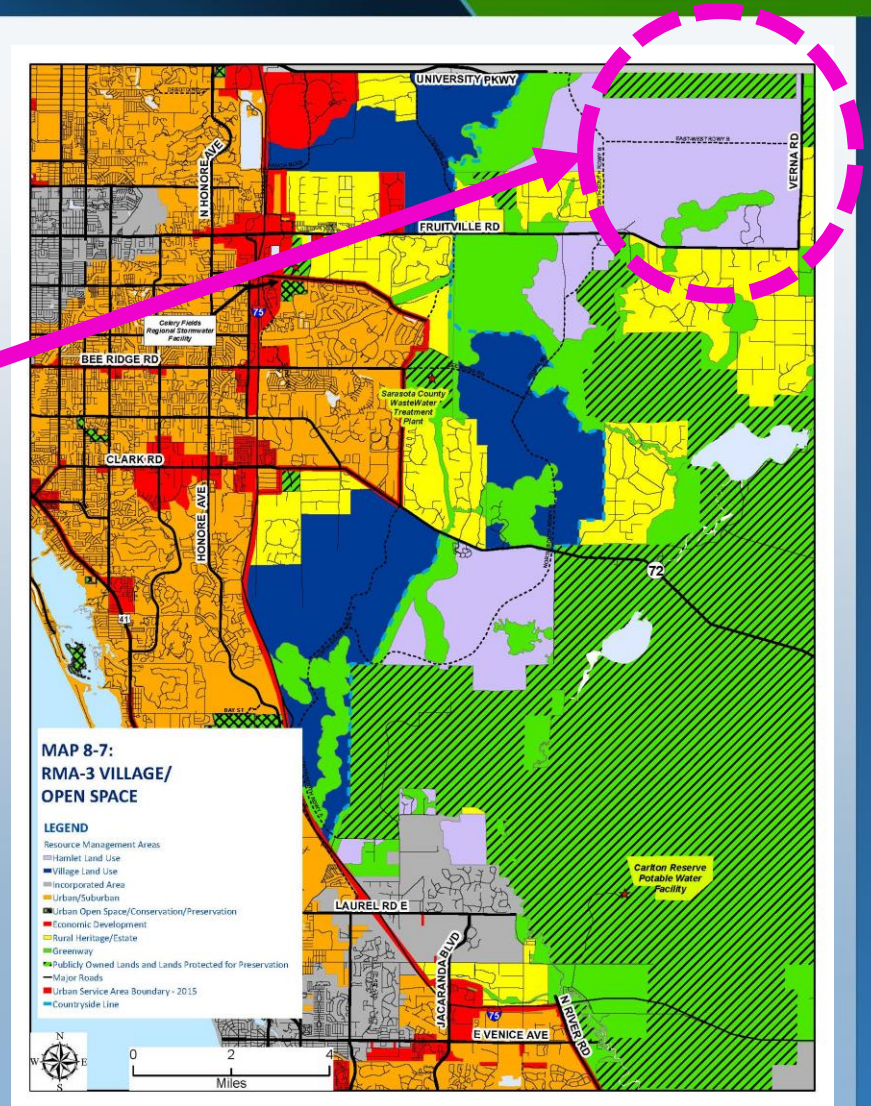 UNIVERSITY PKWY
N HONORE AVE
EAST-WEST RDWY B
VERNA RD
FRUITVILLE RD
Celery Fields
Regional Stormwater
Facility
75
BEE RIDGE RD
Sarasota County
WasteWater
Treatment
Plant
CLARK RD
HONORE AVE
72
41
BAY ST
MAP 8-7:
RMA-3 VILLAGE/
OPEN SPACE
LEGEND
Resource Management Areas
Hamlet Land Use
Village Land Use
Incorporated Area
Urban/Suburban
Urban Open Space/Conservation/Preservation
Economic Development
Rural Heritage/Estate
Greenway
Publicly Owned Lands and Lands Protected for Preservation
Major Roads
Urban Service Area Boundary - 2015
Countryside Line
Carlton Reserve
Potable Water
Facility
LAUREL RD E
JACARANDA BLVD
75
E VENICE AVE
N RIVER RD
N
W E
S
0 2 4
Miles